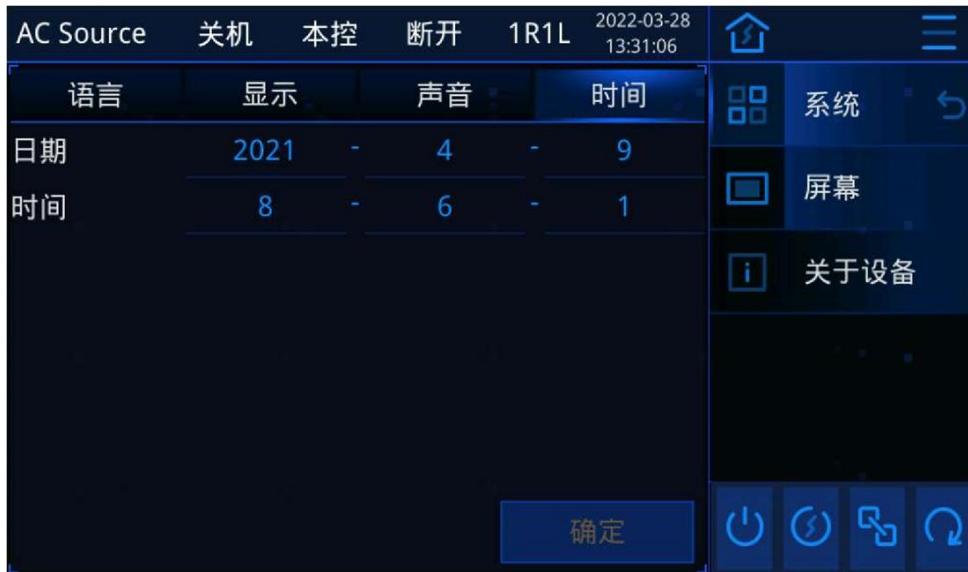 AC Source 关机 本控 断开 1R1L 2022-03-28
13:31:06
语言 显示 声音 时间
日期 2021 - 4 - 9
时间 8 - 6 - 1
确定
系统
屏幕
关于设备